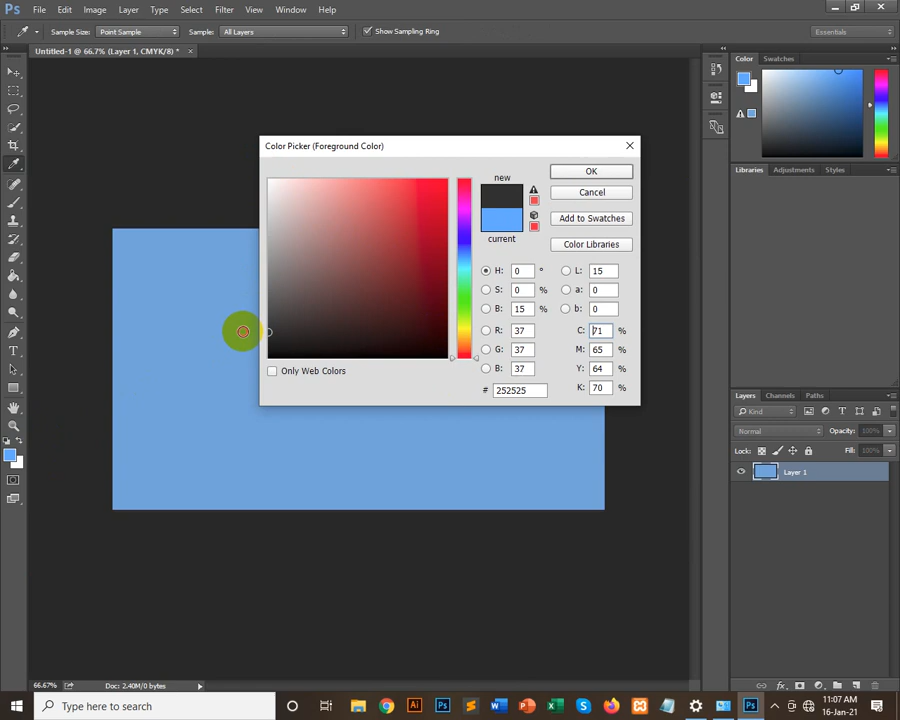 Ps File Edit Image Layer Type Select Filter View Window Help
Sample Size: Point Sample Sample: All Layers Show Sampling Ring Essentials
Untitled-1 @ 66.7% (Layer 1, CMYK/8) * ×
Color Swatches
Color Picker (Foreground Color)
new
current
OK
Cancel
Add to Swatches
Color Libraries
H: 0 °
S: 0 %
B: 15 %
R: 37
G: 37
B: 37
# 252525
L: 15
a: 0
b: 0
C: 71 %
M: 65 %
Y: 64 %
K: 70 %
Only Web Colors
Libraries Adjustments Styles
Layers Channels Paths
Kind
Normal Opacity: 100%
Lock: Fill: 100%
Layer 1
66.67% Doc: 2.40M/0 bytes
Type here to search
11:07 AM
16-Jan-21